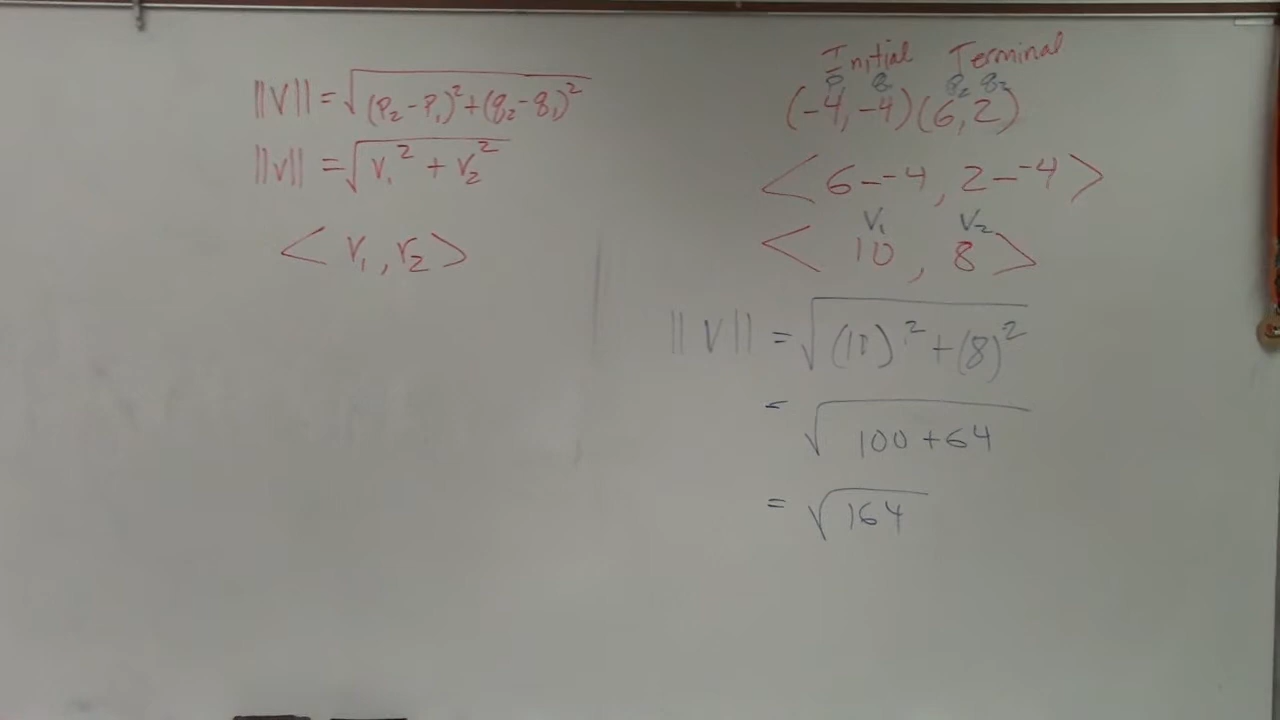 ||V|| = √(P₂ - P₁)² + (q₂ - q₁)²
||v|| = √v₁² + v₂²
< v₁, v₂ >
Initial Terminal
P₂ q₂
(-4, -4)(6, 2)
< 6 - -4, 2 - -4 >
V₁ V₂
< 10, 8 >
|| V || = √(10)² + (8)²
= √100 + 64
= √164